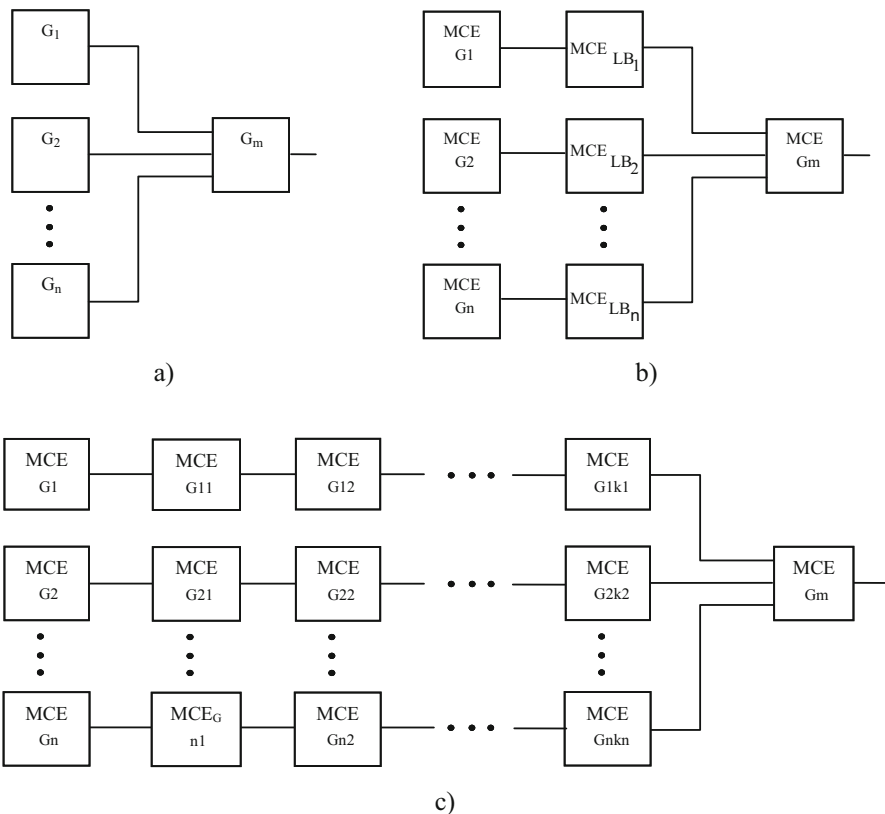 G₁
G₂
Gₙ
Gₘ
a)
MCE
G1
MCE LB₁
MCE
G2
MCE LB₂
MCE
Gn
MCE LBₙ
MCE
Gm
b)
MCE
G1
MCE
G11
MCE
G12
MCE
G1k1
MCE
G2
MCE
G21
MCE
G22
MCE
G2k2
MCE
Gm
MCE
Gn
MCE_G
n1
MCE
Gn2
MCE
Gnkn
c)